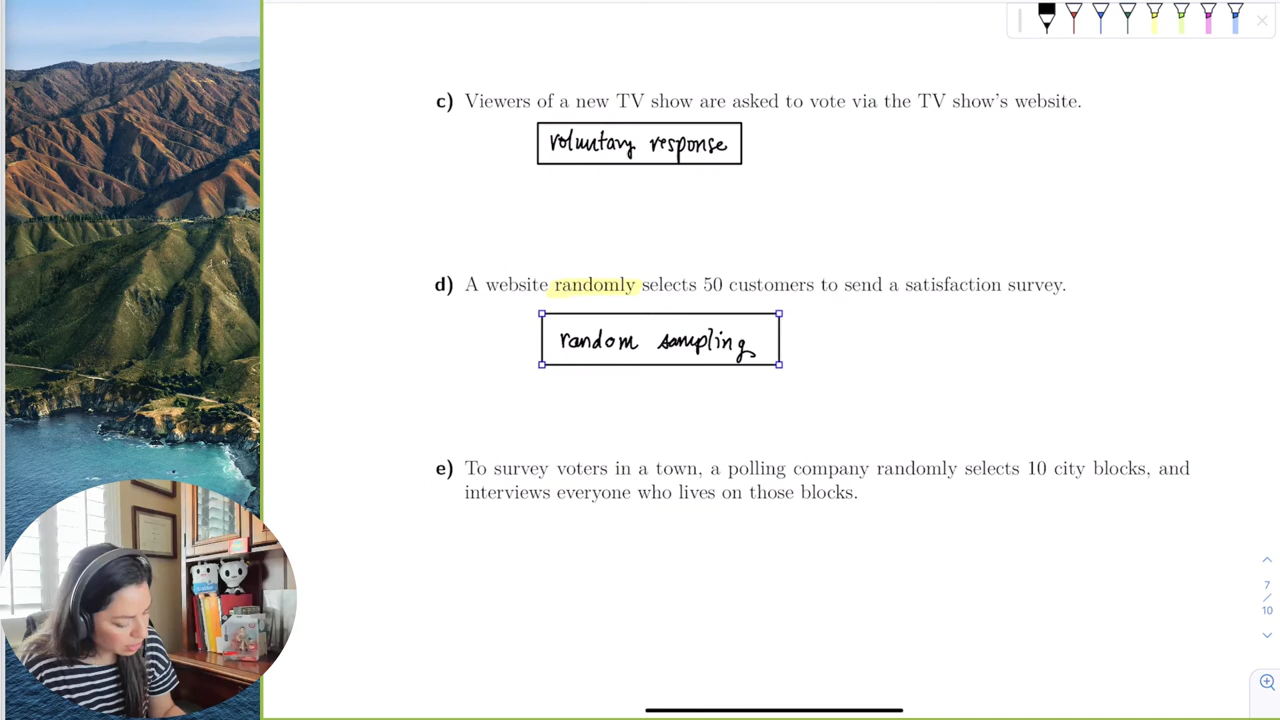 c) Viewers of a new TV show are asked to vote via the TV show's website.
voluntary response
d) A website randomly selects 50 customers to send a satisfaction survey.
random sampling
e) To survey voters in a town, a polling company randomly selects 10 city blocks, and
interviews everyone who lives on those blocks.
7
/
10